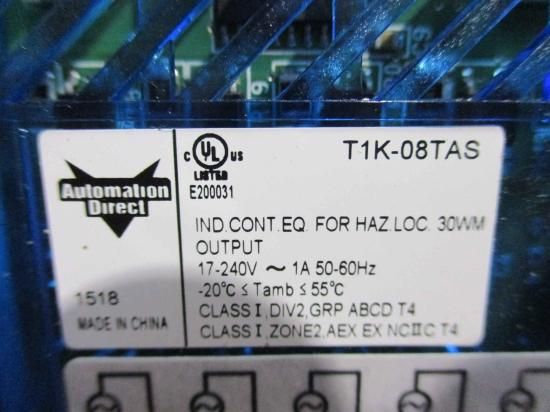 C UL US
LISTED
E200031
T1K-08TAS
Automation
Direct
IND.CONT.EQ. FOR HAZ.LOC. 30WM
OUTPUT
17-240V ~ 1A 50-60Hz
-20℃ ≤ Tamb ≤ 55℃
CLASS I,DIV2,GRP ABCD T4
CLASS I,ZONE2,AEX EX NCⅡC T4
1518
MADE IN CHINA